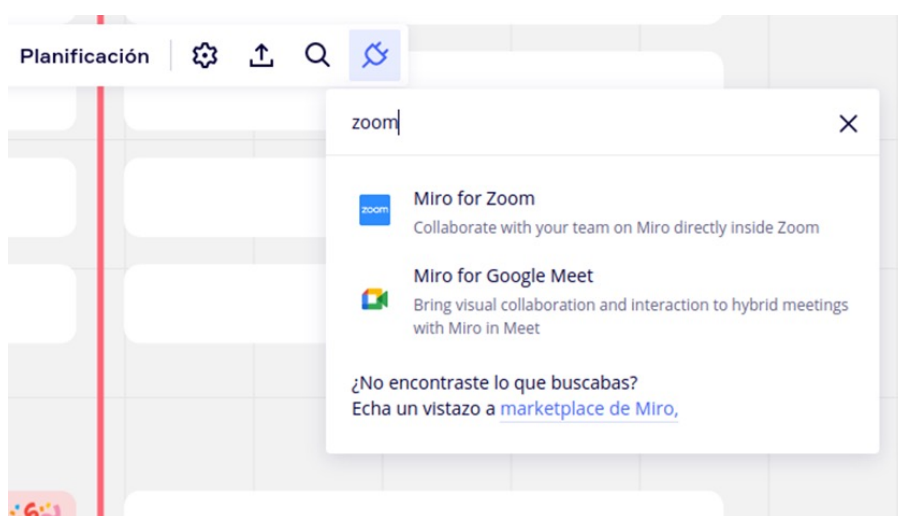 Planificación
zoom
zoom
Miro for Zoom
Collaborate with your team on Miro directly inside Zoom
Miro for Google Meet
Bring visual collaboration and interaction to hybrid meetings
with Miro in Meet
¿No encontraste lo que buscabas?
Echa un vistazo a marketplace de Miro,